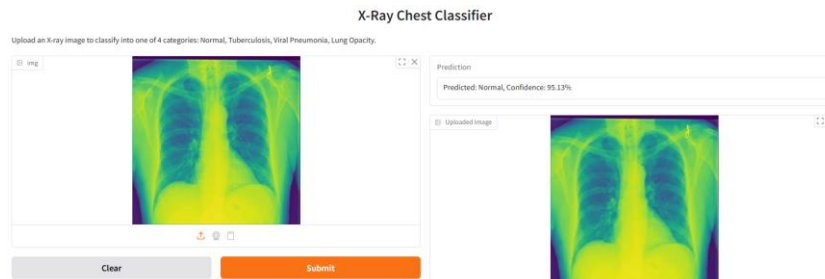 X-Ray Chest Classifier
Upload an X-ray image to classify into one of 4 categories: Normal, Tuberculosis, Viral Pneumonia, Lung Opacity.
img
Prediction
Predicted: Normal, Confidence: 95.13%
Uploaded Image
Clear
Submit